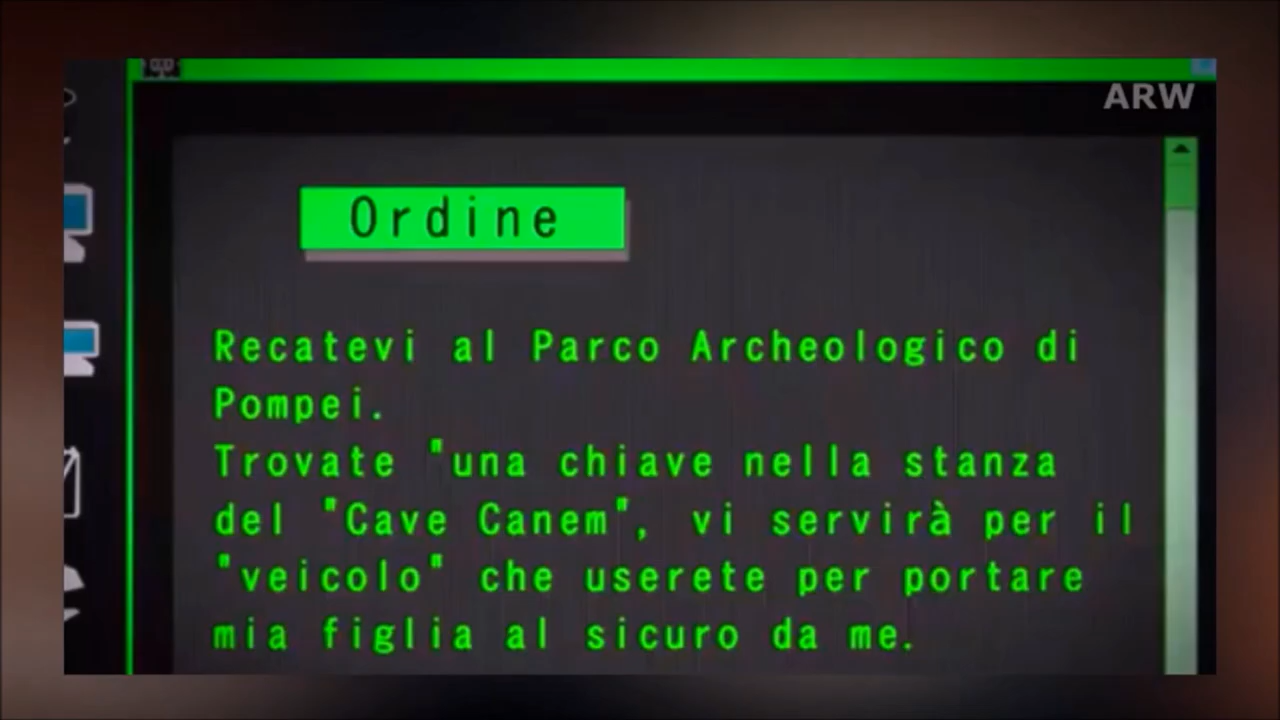 ARW
Ordine
Recatevi al Parco Archeologico di
Pompei.
Trovate "una chiave nella stanza
del "Cave Canem", vi servirà per il
"veicolo" che userete per portare
mia figlia al sicuro da me.